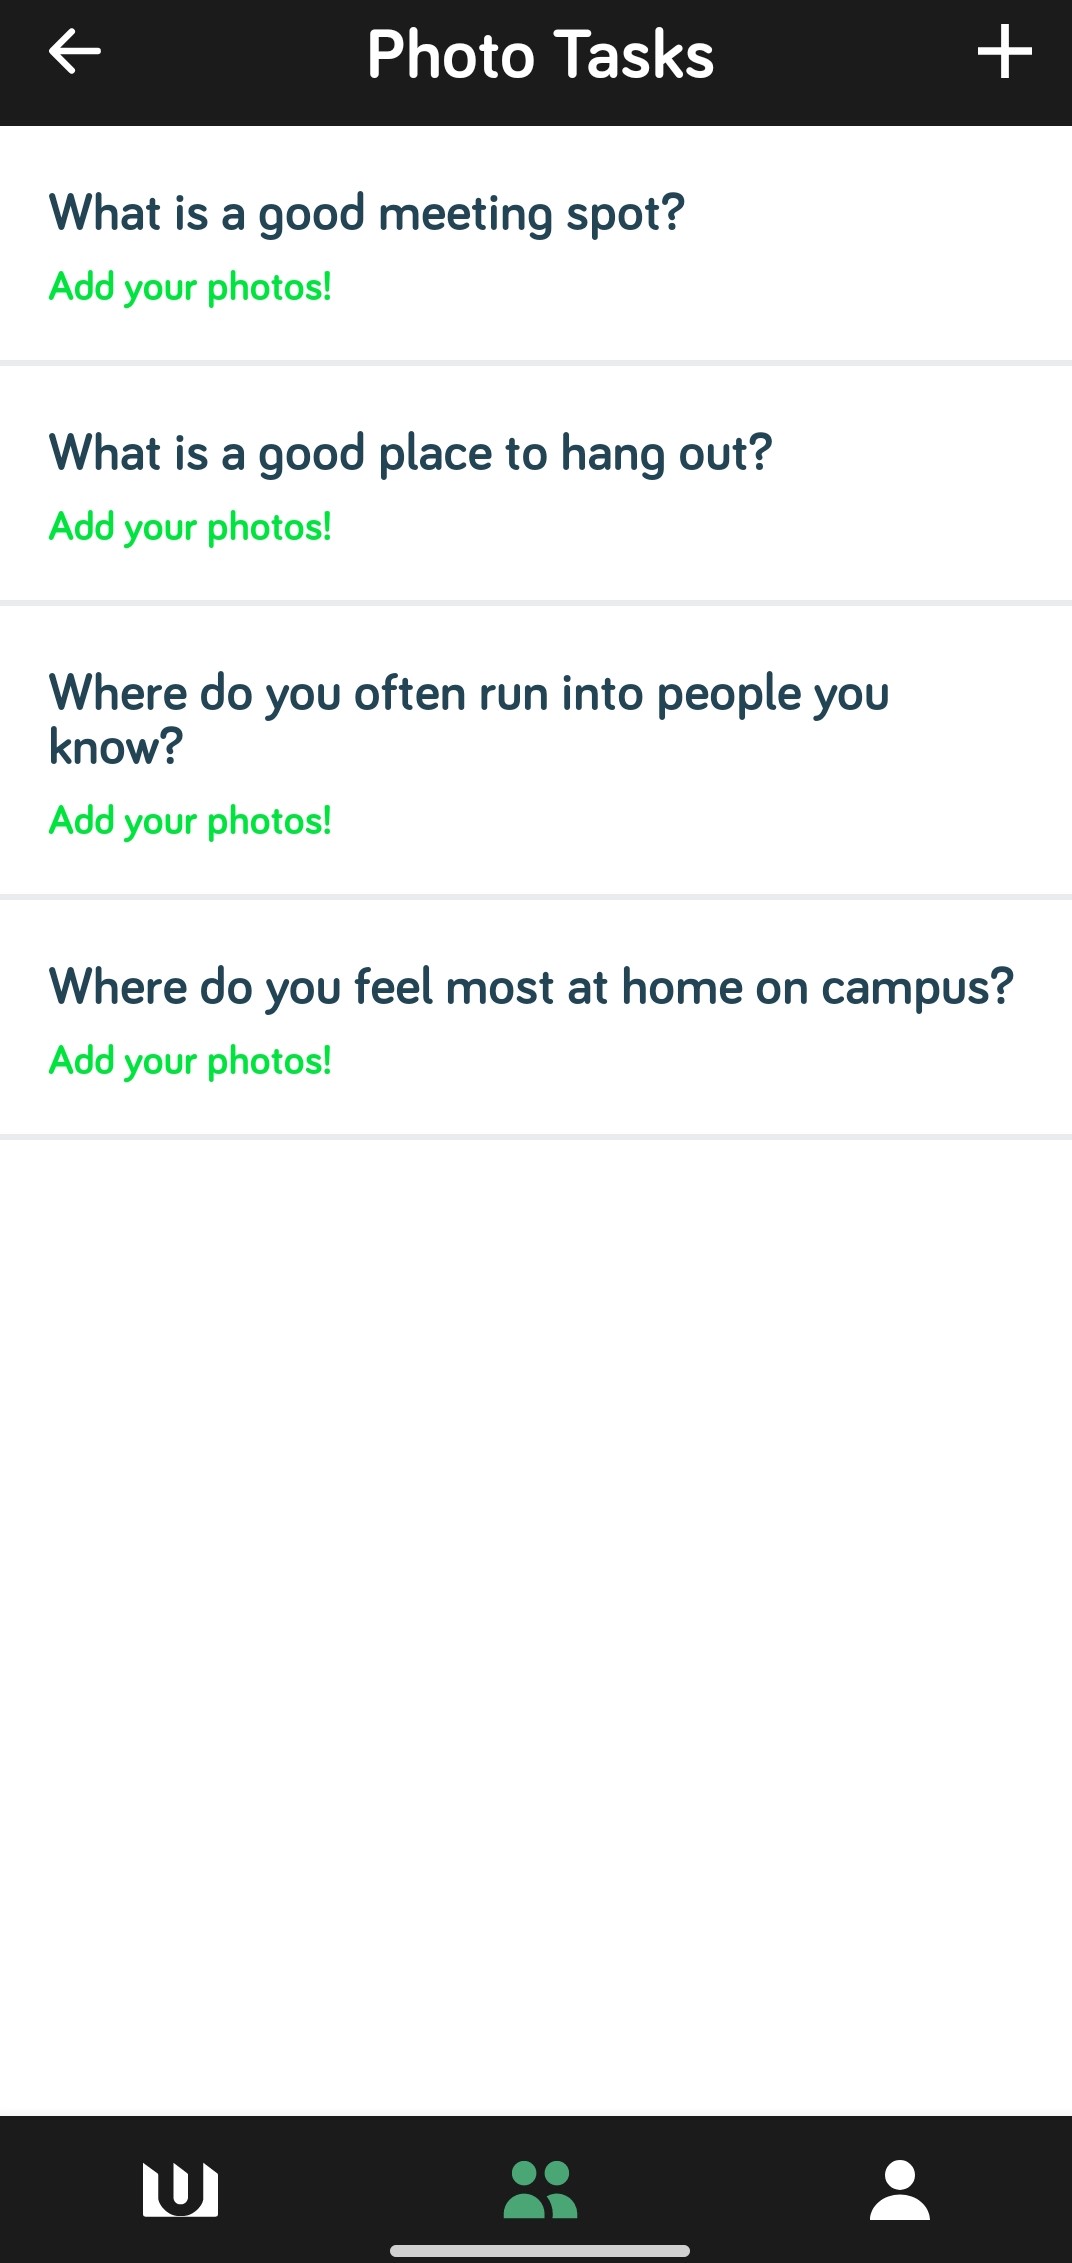 Photo Tasks
What is a good meeting spot?
Add your photos!
What is a good place to hang out?
Add your photos!
Where do you often run into people you
know?
Add your photos!
Where do you feel most at home on campus?
Add your photos!